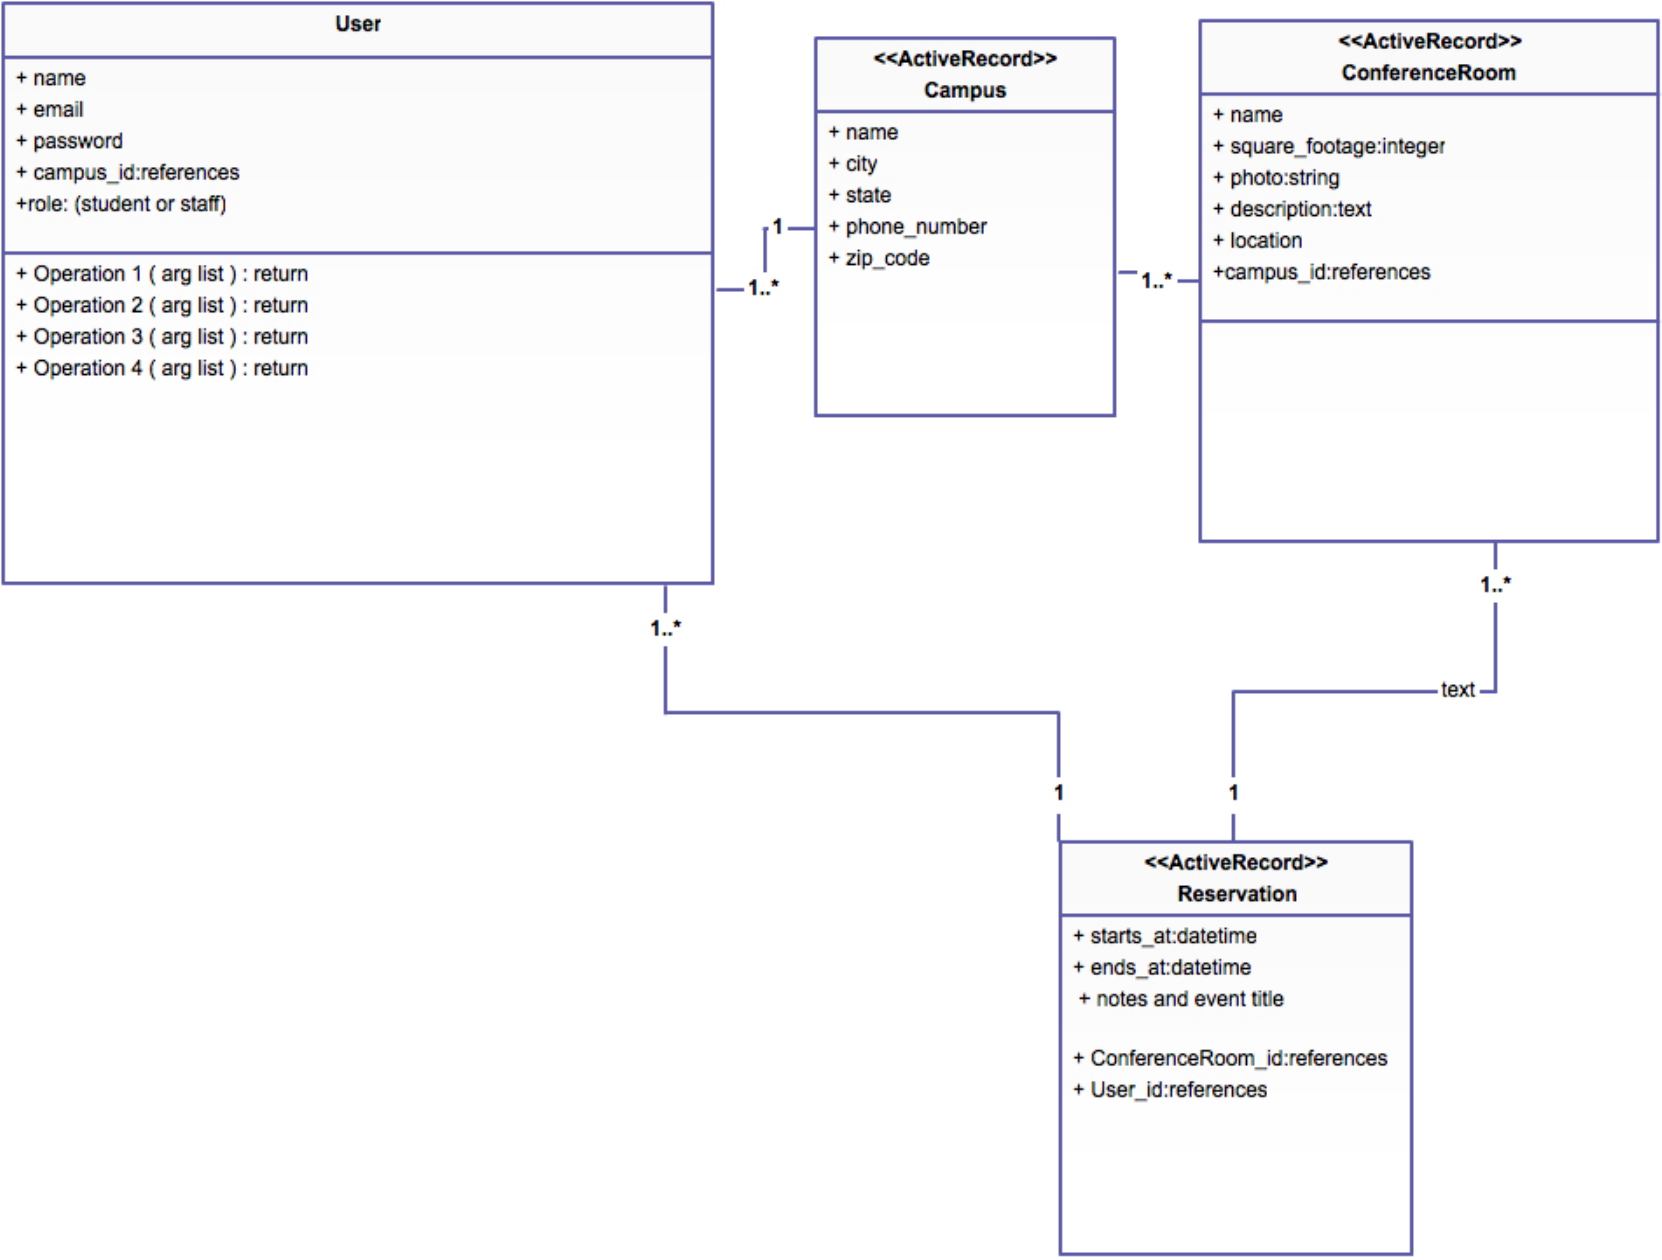 User
+ name
+ email
+ password
+ campus_id:references
+role: (student or staff)
+ Operation 1 ( arg list ) : return
+ Operation 2 ( arg list ) : return
+ Operation 3 ( arg list ) : return
+ Operation 4 ( arg list ) : return
1
1..*
<<ActiveRecord>>
Campus
+ name
+ city
+ state
+ phone_number
+ zip_code
1..*
<<ActiveRecord>>
ConferenceRoom
+ name
+ square_footage:integer
+ photo:string
+ description:text
+ location
+campus_id:references
1..*
1..*
text
1
1
<<ActiveRecord>>
Reservation
+ starts_at:datetime
+ ends_at:datetime
+ notes and event title
+ ConferenceRoom_id:references
+ User_id:references